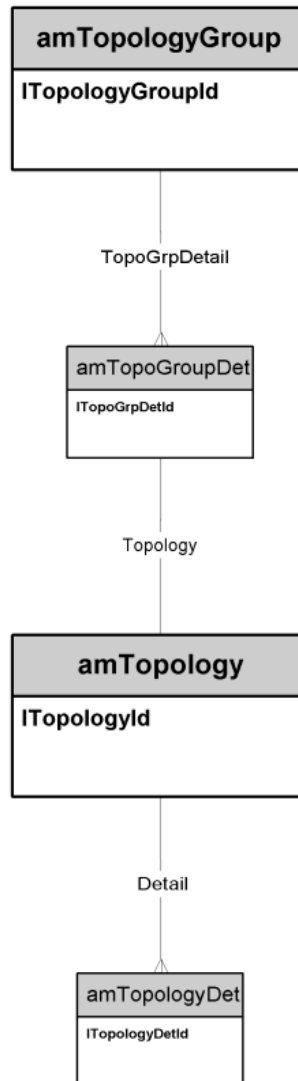 amTopologyGroup
lTopologyGroupId
TopoGrpDetail
amTopoGroupDet
lTopoGrpDetId
Topology
amTopology
lTopologyId
Detail
amTopologyDet
lTopologyDetId